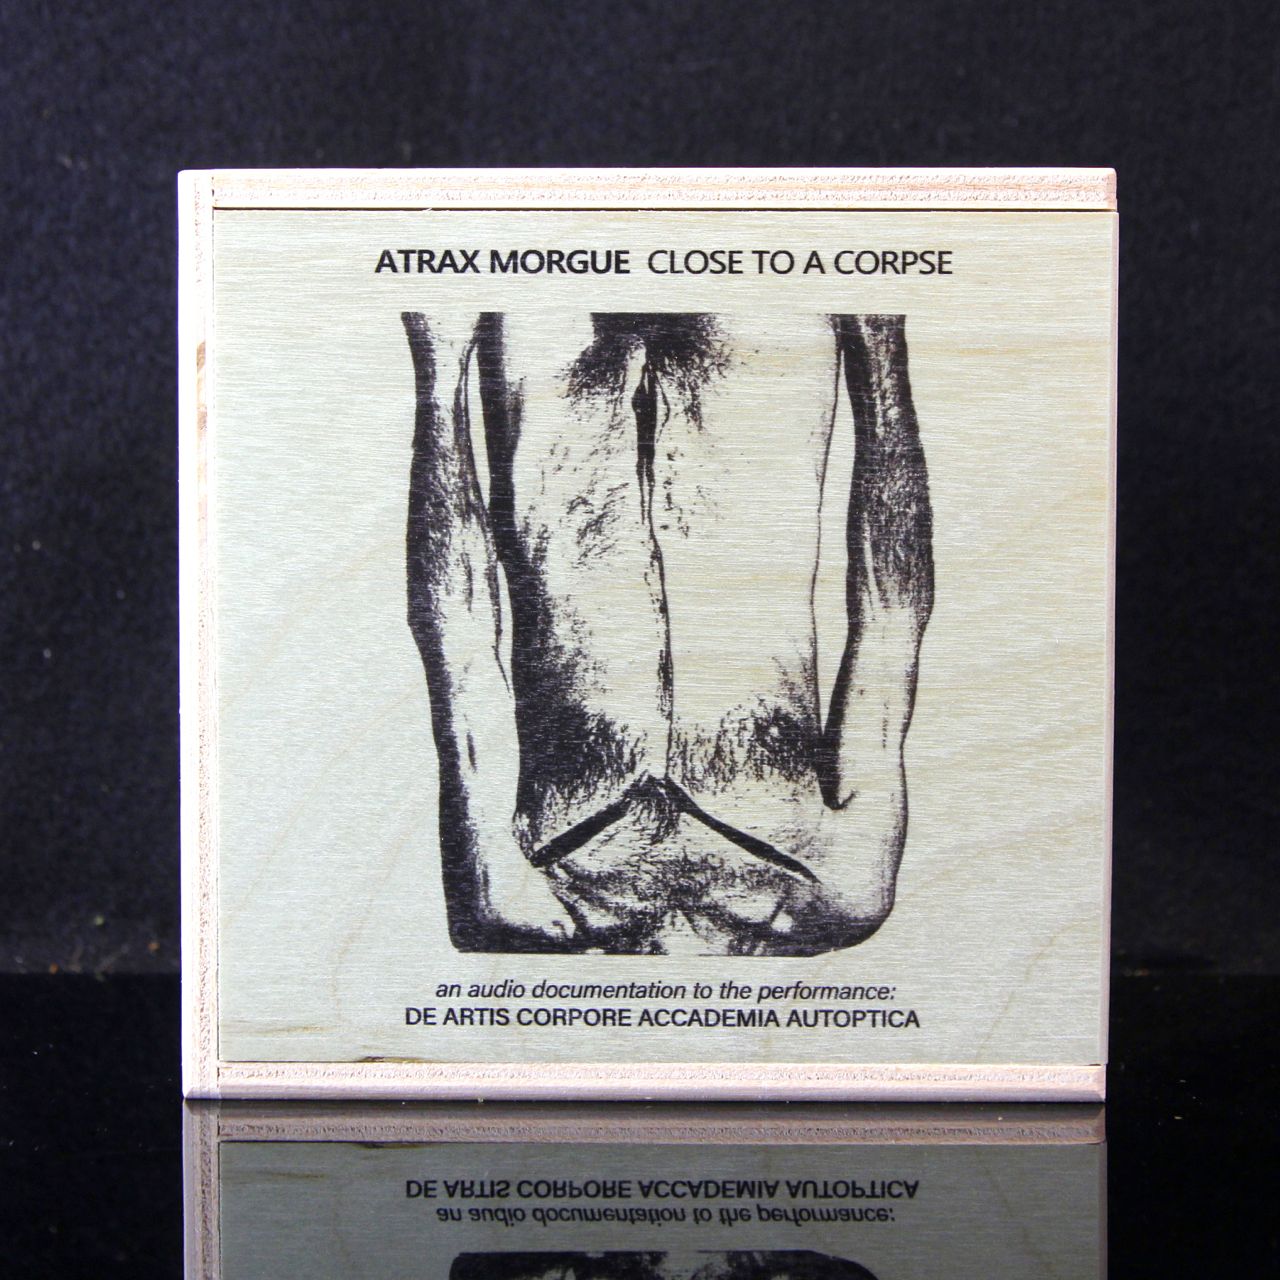 ATRAX MORGUE CLOSE TO A CORPSE
an audio documentation to the performance:
DE ARTIS CORPORE ACCADEMIA AUTOPTICA